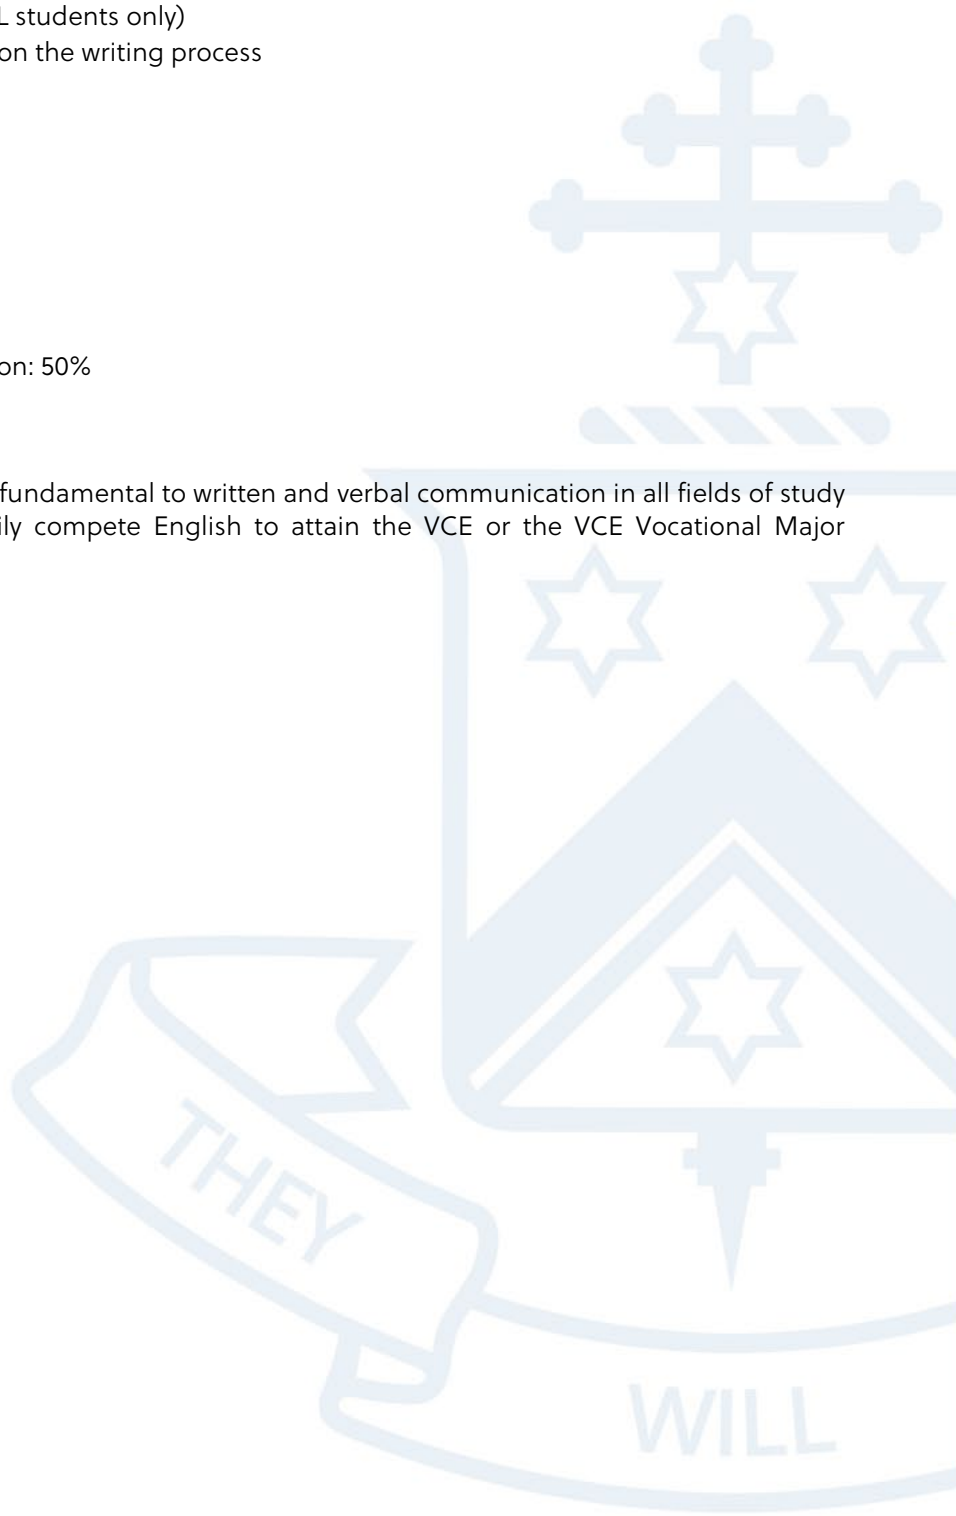 L students only)
on the writing process
on: 50%
fundamental to written and verbal communication in all fields of study
ily compete English to attain the VCE or the VCE Vocational Major
THEY
WILL